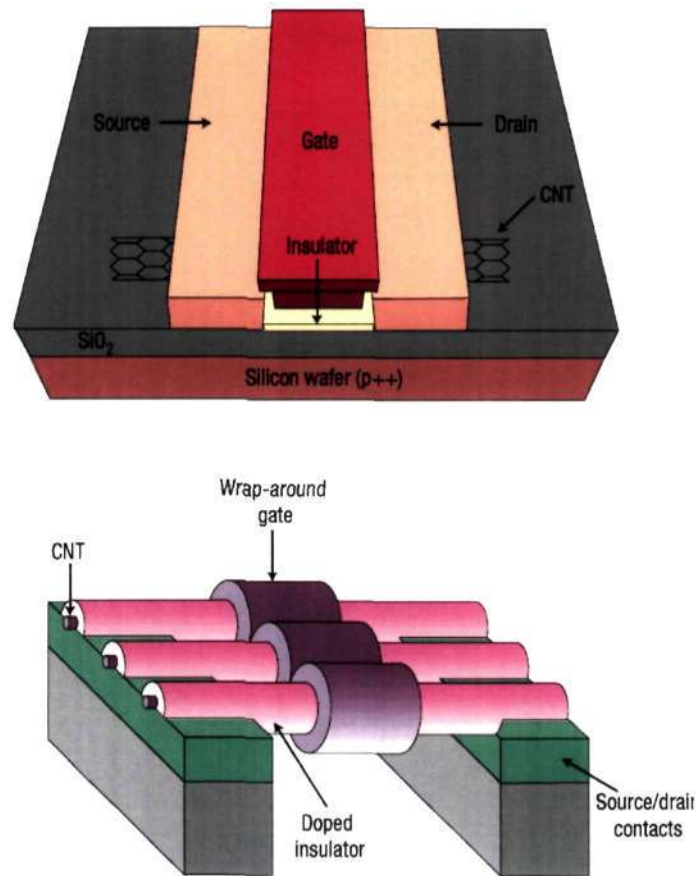 Source
Gate
Drain
CNT
Insulator
SiO₂
Silicon wafer (p++)
Wrap-around
gate
CNT
Doped
insulator
Source/drain
contacts